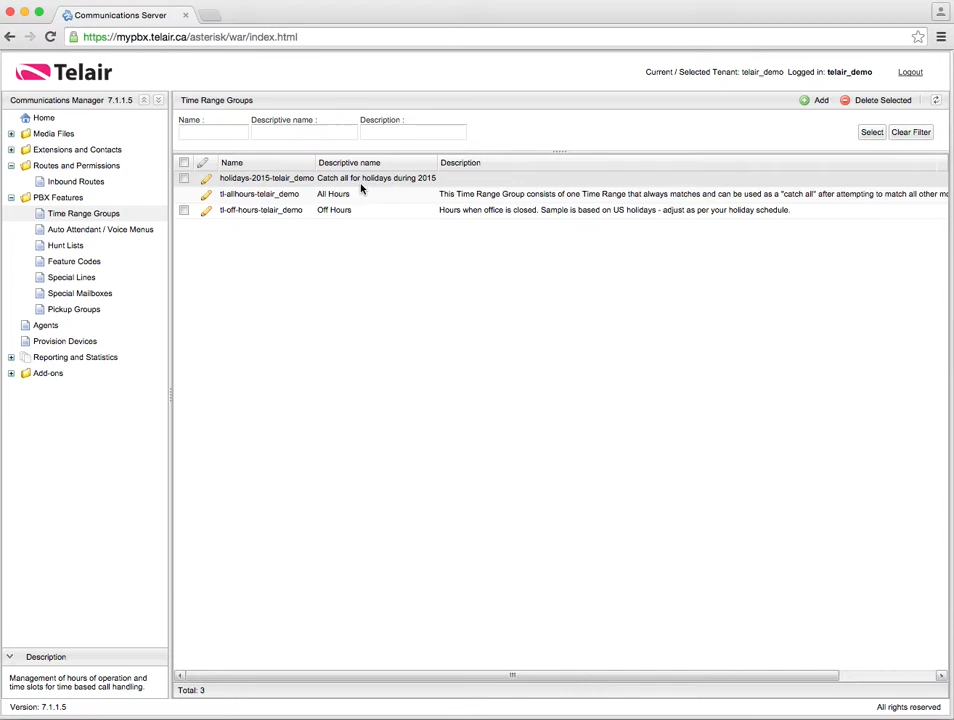 Communications Server
https://mypbx.telair.ca/asterisk/war/index.html
Telair
Current / Selected Tenant: telair_demo Logged in: telair_demo Logout
Communications Manager 7.1.1.5
Time Range Groups
Add
Delete Selected
Home
Media Files
Extensions and Contacts
Routes and Permissions
Inbound Routes
PBX Features
Time Range Groups
Auto Attendant / Voice Menus
Hunt Lists
Feature Codes
Special Lines
Special Mailboxes
Pickup Groups
Agents
Provision Devices
Reporting and Statistics
Add-ons
Name : Descriptive name : Description :
Select Clear Filter
Name Descriptive name Description
holidays-2015-telair_demo Catch all for holidays during 2015
tl-allhours-telair_demo All Hours This Time Range Group consists of one Time Range that always matches and can be used as a "catch all" after attempting to match all other
tl-off-hours-telair_demo Off Hours Hours when office is closed. Sample is based on US holidays - adjust as per your holiday schedule.
Description
Management of hours of operation and
time slots for time based call handling.
Total: 3
Version: 7.1.1.5
All rights reserved